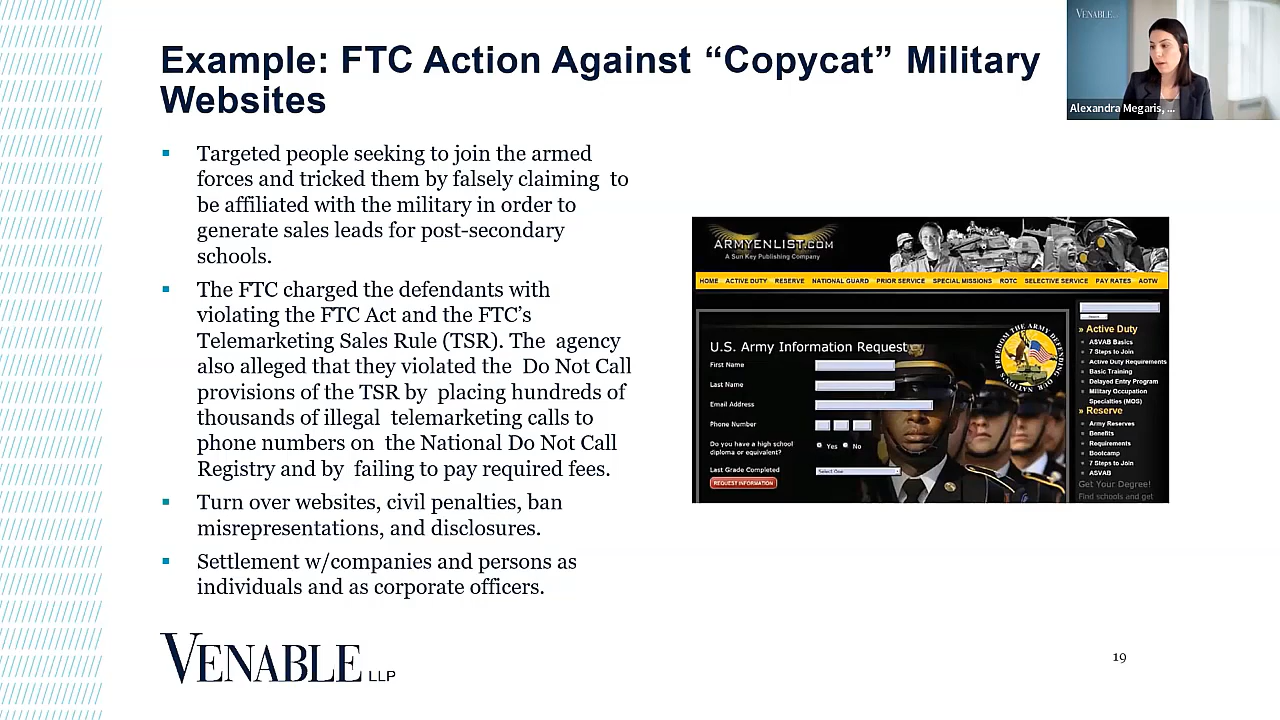 Example: FTC Action Against “Copycat” Military
Websites
VENABLE
Alexandra Megaris, ...
▪ Targeted people seeking to join the armed
forces and tricked them by falsely claiming to
be affiliated with the military in order to
generate sales leads for post-secondary
schools.
▪ The FTC charged the defendants with
violating the FTC Act and the FTC’s
Telemarketing Sales Rule (TSR). The agency
also alleged that they violated the Do Not Call
provisions of the TSR by placing hundreds of
thousands of illegal telemarketing calls to
phone numbers on the National Do Not Call
Registry and by failing to pay required fees.
▪ Turn over websites, civil penalties, ban
misrepresentations, and disclosures.
▪ Settlement w/companies and persons as
individuals and as corporate officers.
ARMYENLIST.COM
A Sun Key Publishing Company
HOME ACTIVE DUTY RESERVE NATIONAL GUARD PRIOR SERVICE SPECIAL MISSIONS ROTC SELECTIVE SERVICE PAY RATES AOTW
U.S. Army Information Request
First Name
Last Name
Email Address
Phone Number
Do you have a high school
diploma or equivalent?
Yes No
Last Grade Completed
Select One
REQUEST INFORMATION
FREEDOM THE ARMY DEFENDING OUR NATIONS
» Active Duty
ASVAB Basics
7 Steps to Join
Active Duty Requirements
Basic Training
Delayed Entry Program
Military Occupation
Specialties (MOS)
» Reserve
Army Reserves
Benefits
Requirements
Bootcamp
7 Steps to Join
ASVAB
Get Your Degree!
Find schools and get
VENABLE LLP
19